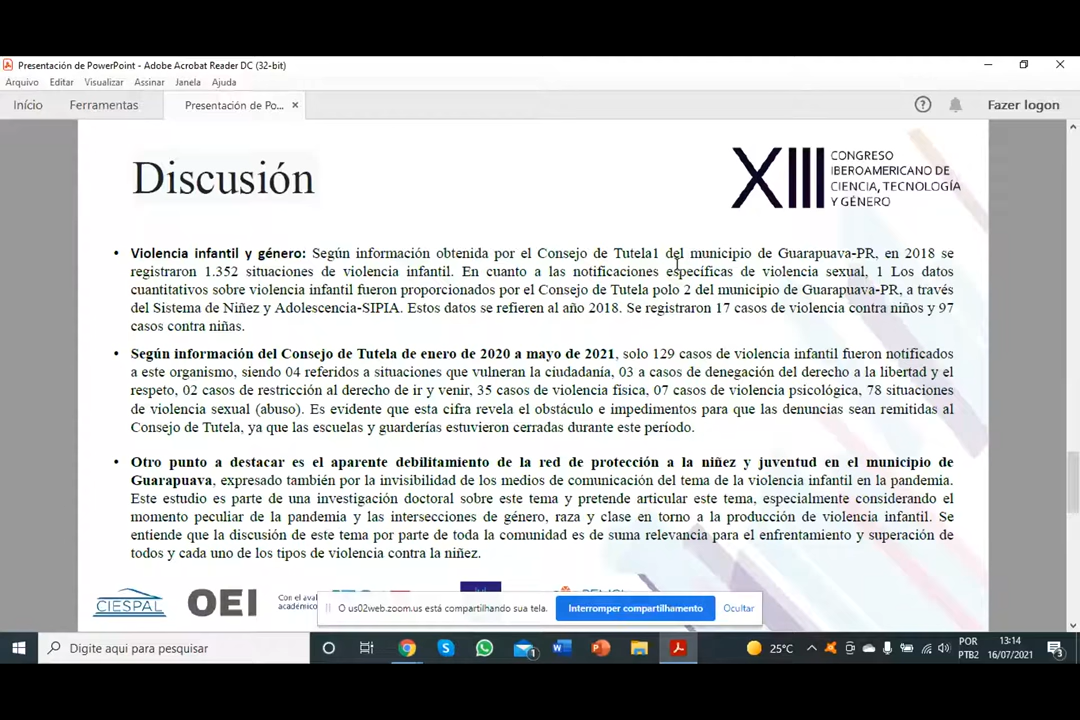 Presentación de PowerPoint - Adobe Acrobat Reader DC (32-bit)
Arquivo Editar Visualizar Assinar Janela Ajuda
Início Ferramentas Presentación de Po... × Fazer logon
Discusión
XIII CONGRESO
IBEROAMERICANO DE
CIENCIA, TECNOLOGÍA
Y GÉNERO
• Violencia infantil y género: Según información obtenida por el Consejo de Tutela1 del municipio de Guarapuava-PR, en 2018 se
registraron 1.352 situaciones de violencia infantil. En cuanto a las notificaciones específicas de violencia sexual, 1 Los datos
cuantitativos sobre violencia infantil fueron proporcionados por el Consejo de Tutela polo 2 del municipio de Guarapuava-PR, a través
del Sistema de Niñez y Adolescencia-SIPIA. Estos datos se refieren al año 2018. Se registraron 17 casos de violencia contra niños y 97
casos contra niñas.
• Según información del Consejo de Tutela de enero de 2020 a mayo de 2021, solo 129 casos de violencia infantil fueron notificados
a este organismo, siendo 04 referidos a situaciones que vulneran la ciudadanía, 03 a casos de denegación del derecho a la libertad y el
respeto, 02 casos de restricción al derecho de ir y venir, 35 casos de violencia física, 07 casos de violencia psicológica, 78 situaciones
de violencia sexual (abuso). Es evidente que esta cifra revela el obstáculo e impedimentos para que las denuncias sean remitidas al
Consejo de Tutela, ya que las escuelas y guarderías estuvieron cerradas durante este período.
• Otro punto a destacar es el aparente debilitamiento de la red de protección a la niñez y juventud en el municipio de
Guarapuava, expresado también por la invisibilidad de los medios de comunicación del tema de la violencia infantil en la pandemia.
Este estudio es parte de una investigación doctoral sobre este tema y pretende articular este tema, especialmente considerando el
momento peculiar de la pandemia y las intersecciones de género, raza y clase en torno a la producción de violencia infantil. Se
entiende que la discusión de este tema por parte de toda la comunidad es de suma relevancia para el enfrentamiento y superación de
todos y cada uno de los tipos de violencia contra la niñez.
CIESPAL OEI Con el aval
académico
O us02web.zoom.us está compartilhando sua tela. Interromper compartilhamento Ocultar
Digite aqui para pesquisar 25°C POR 13:14
PTB2 16/07/2021